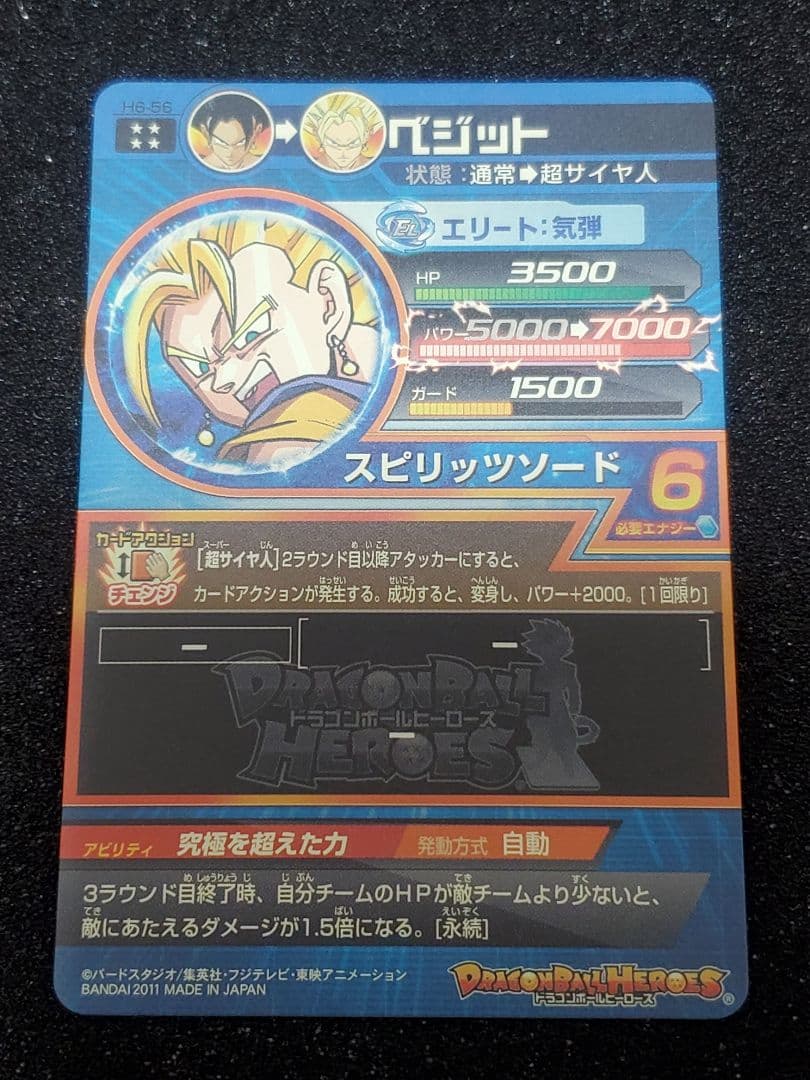 H6-56
ベジット
状態：通常➡超サイヤ人
EL エリート：気弾
HP 3500
パワー 5000➡7000
ガード 1500
スピリッツソード 6
必要エナジー
カードアクション
チェンジ
[超サイヤ人]2ラウンド目以降アタッカーにすると、
カードアクションが発生する。成功すると、変身し、パワー+2000。[1回限り]
ー [ ー ]
DRAGONBALL
ドラゴンボールヒーローズ
ー
HEROES
アビリティ 究極を超えた力 発動方式 自動
3ラウンド目終了時、自分チームのHPが敵チームより少ないと、
敵にあたえるダメージが1.5倍になる。[永続]
©バードスタジオ/集英社・フジテレビ・東映アニメーション
BANDAI 2011 MADE IN JAPAN
DRAGONBALL HEROES®
ドラゴンボールヒーローズ